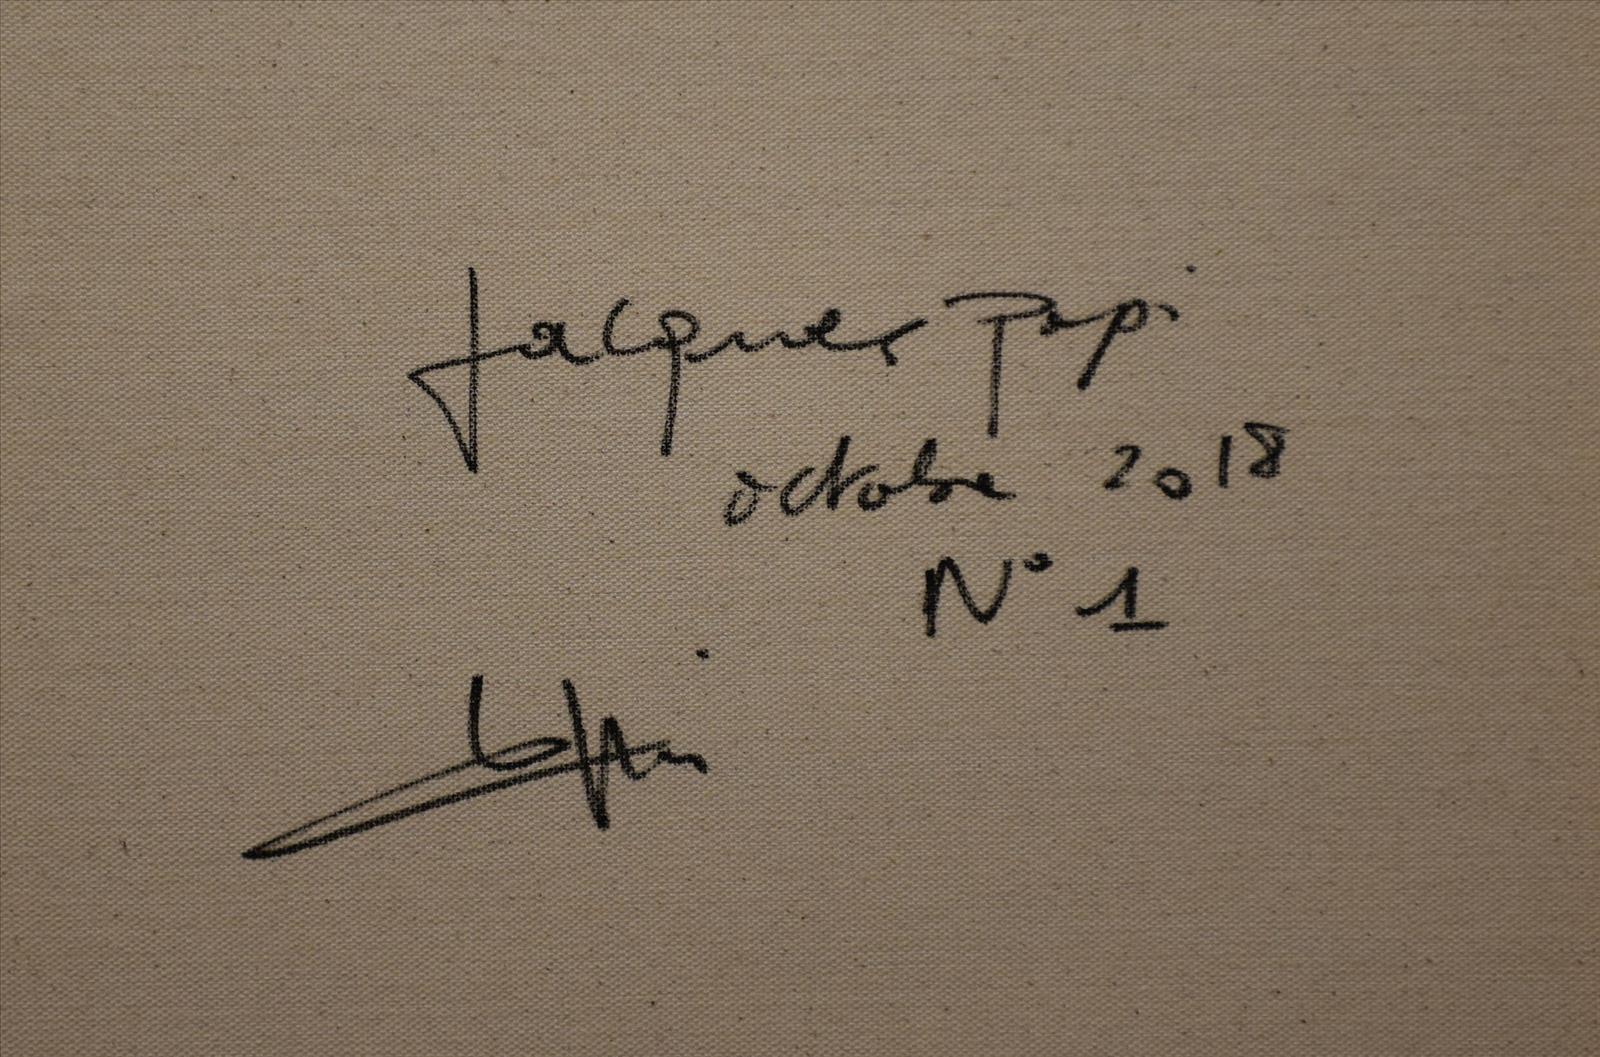 Jacques Papi
octobre 2018
N° 1